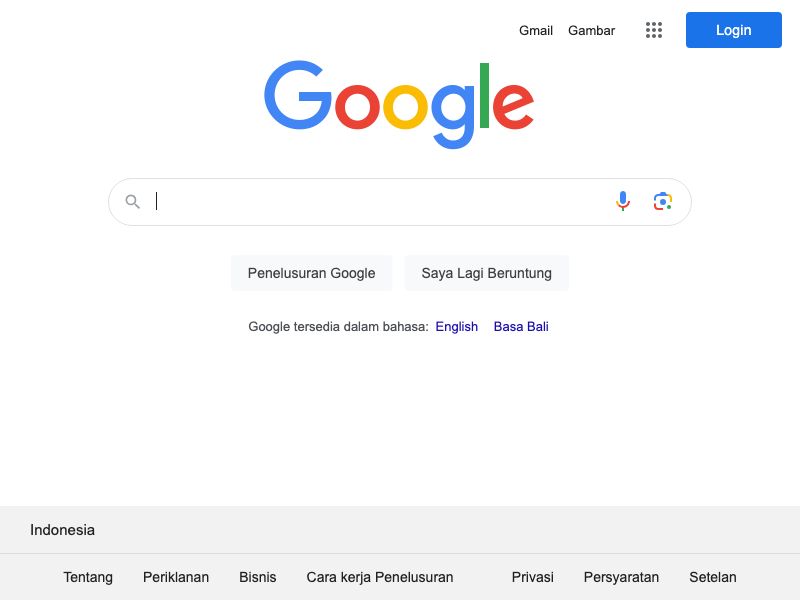 Gmail Gambar Login
Google
Penelusuran Google Saya Lagi Beruntung
Google tersedia dalam bahasa: English Basa Bali
Indonesia
Tentang Periklanan Bisnis Cara kerja Penelusuran Privasi Persyaratan Setelan